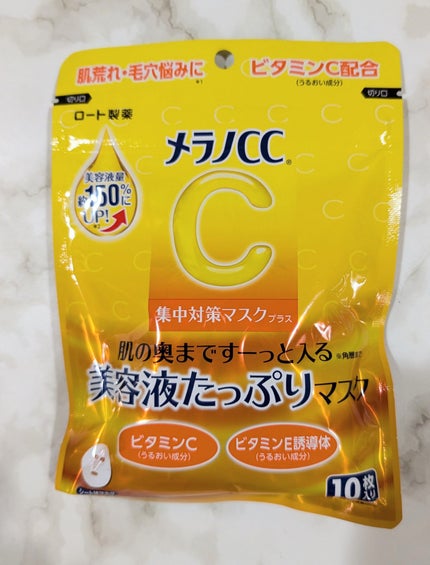 肌荒れ・毛穴悩みに※1
ビタミンC配合
(うるおい成分)
切り口
切り口
ロート製薬
メラノCC®
美容液量
約150%に
UP!※2
C
集中対策マスクプラス
肌の奥まですーっと入る ※角層まで
美容液たっぷりマスク
ビタミンC
(うるおい成分)
ビタミンE誘導体
(うるおい成分)
10枚入り